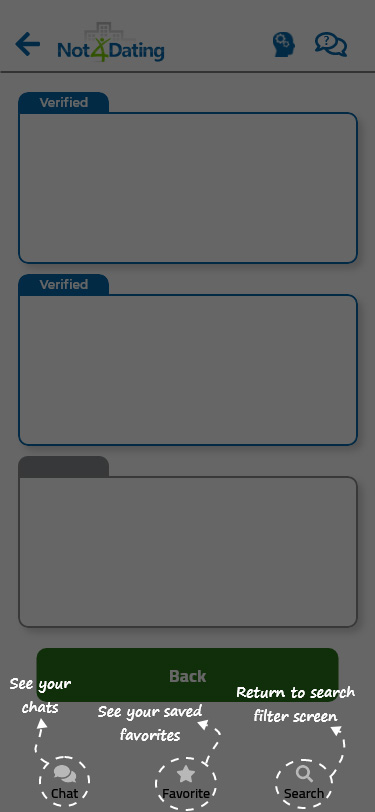 Not4Dating
Verified
Verified
Back
See your
chats
See your saved
favorites
Return to search
filter screen
Chat
Favorite
Search